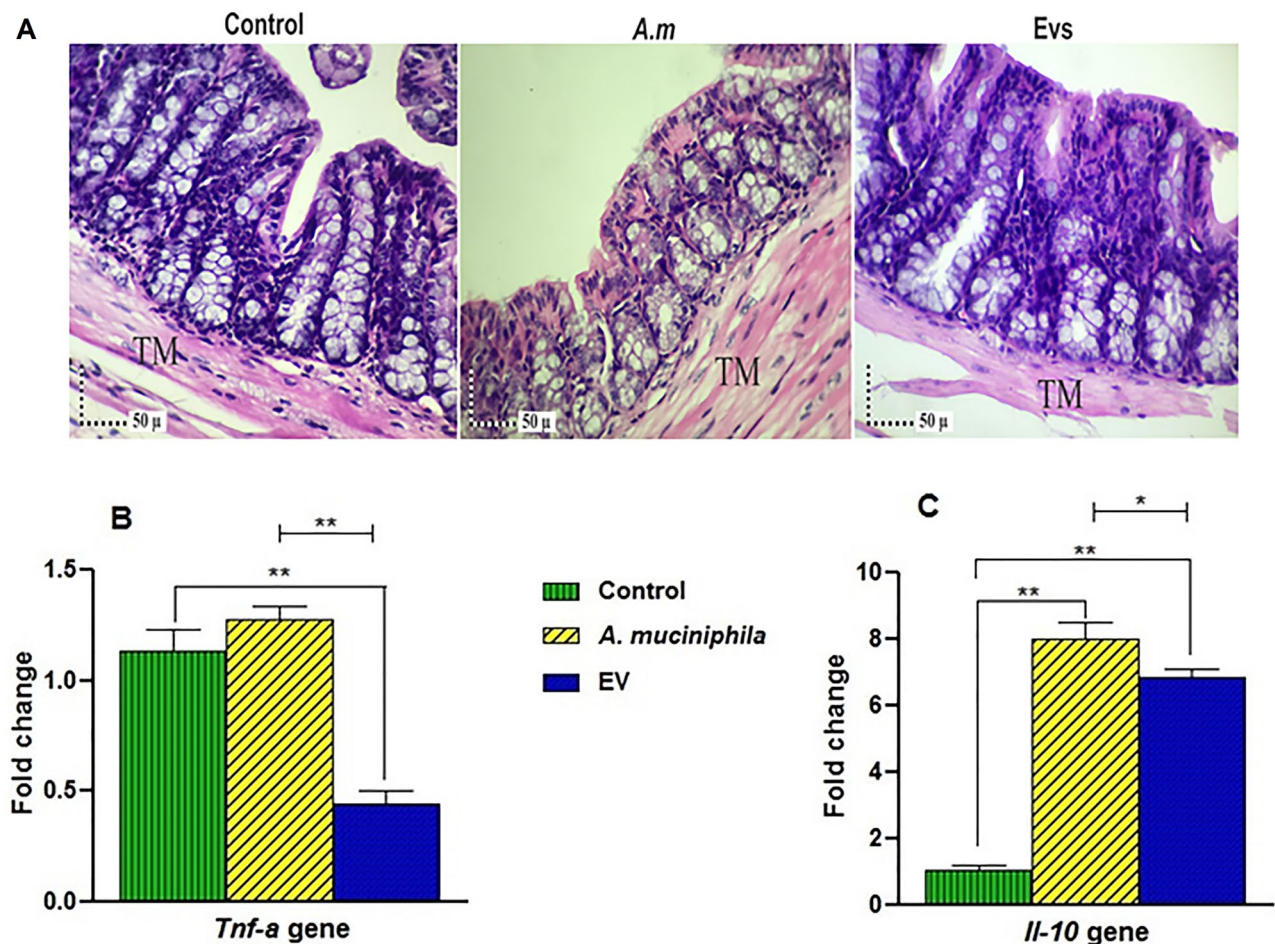 A
Control
A.m
Evs
TM
TM
TM
50 µ
50 µ
50 µ
B
**
**
1.5
1.0
0.5
0.0
Fold change
Tnf-a gene
Control
A. muciniphila
EV
C
*
**
**
10
8
6
4
2
0
Fold change
Il-10 gene